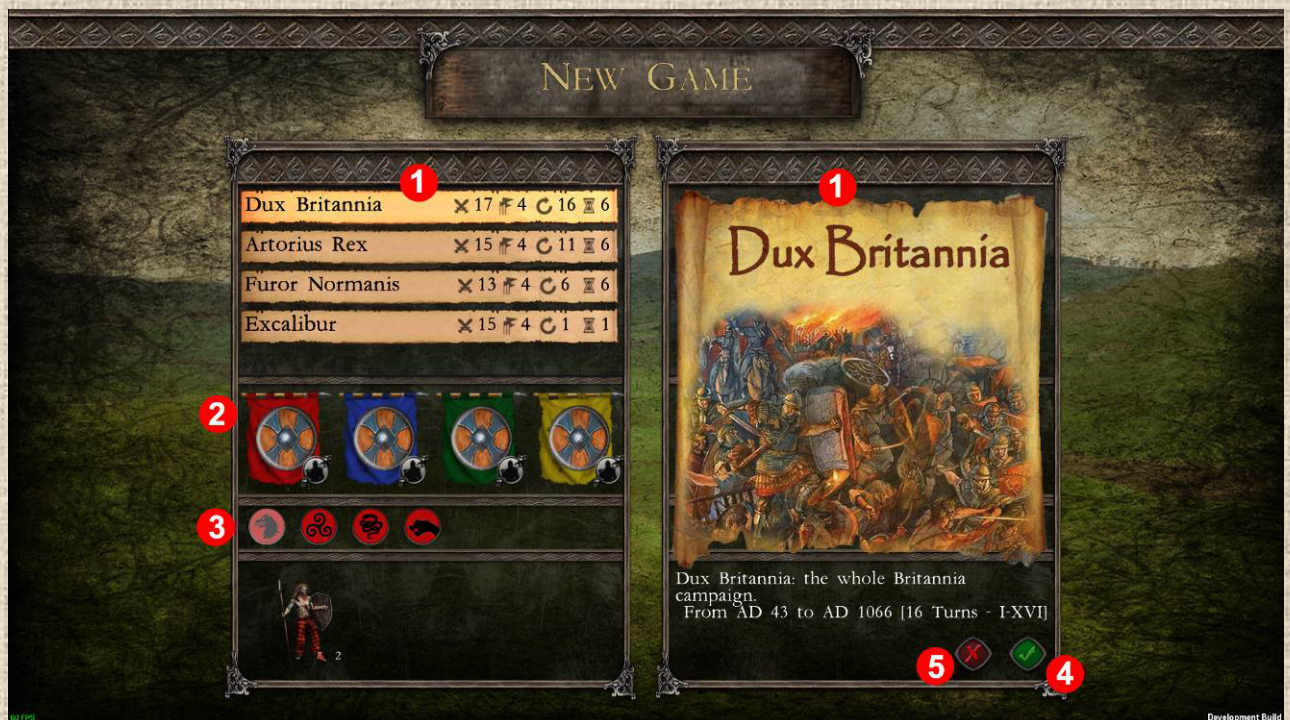 NEW GAME
1
Dux Britannia 17 4 16 6
Artorius Rex 15 4 11 6
Furor Normanis 13 4 6 6
Excalibur 15 4 1 1
2
3
2
1
Dux Britannia
Dux Britannia: the whole Britannia
campaign.
From AD 43 to AD 1066 [16 Turns - I-XVI]
5
4
60 FPS
Development Build